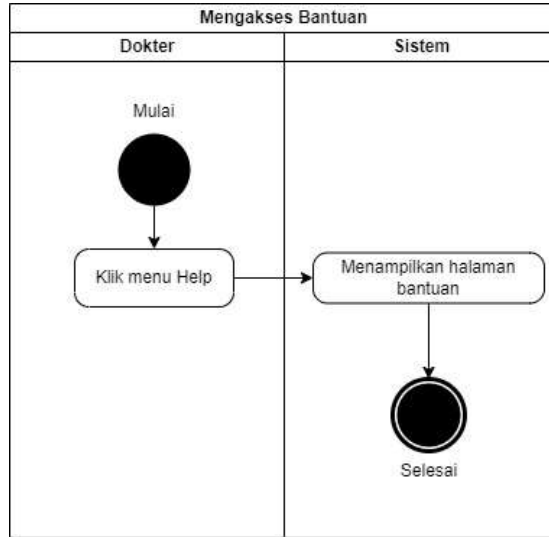 Mengakses Bantuan
Dokter
Sistem
Mulai
Klik menu Help
Menampilkan halaman
bantuan
Selesai